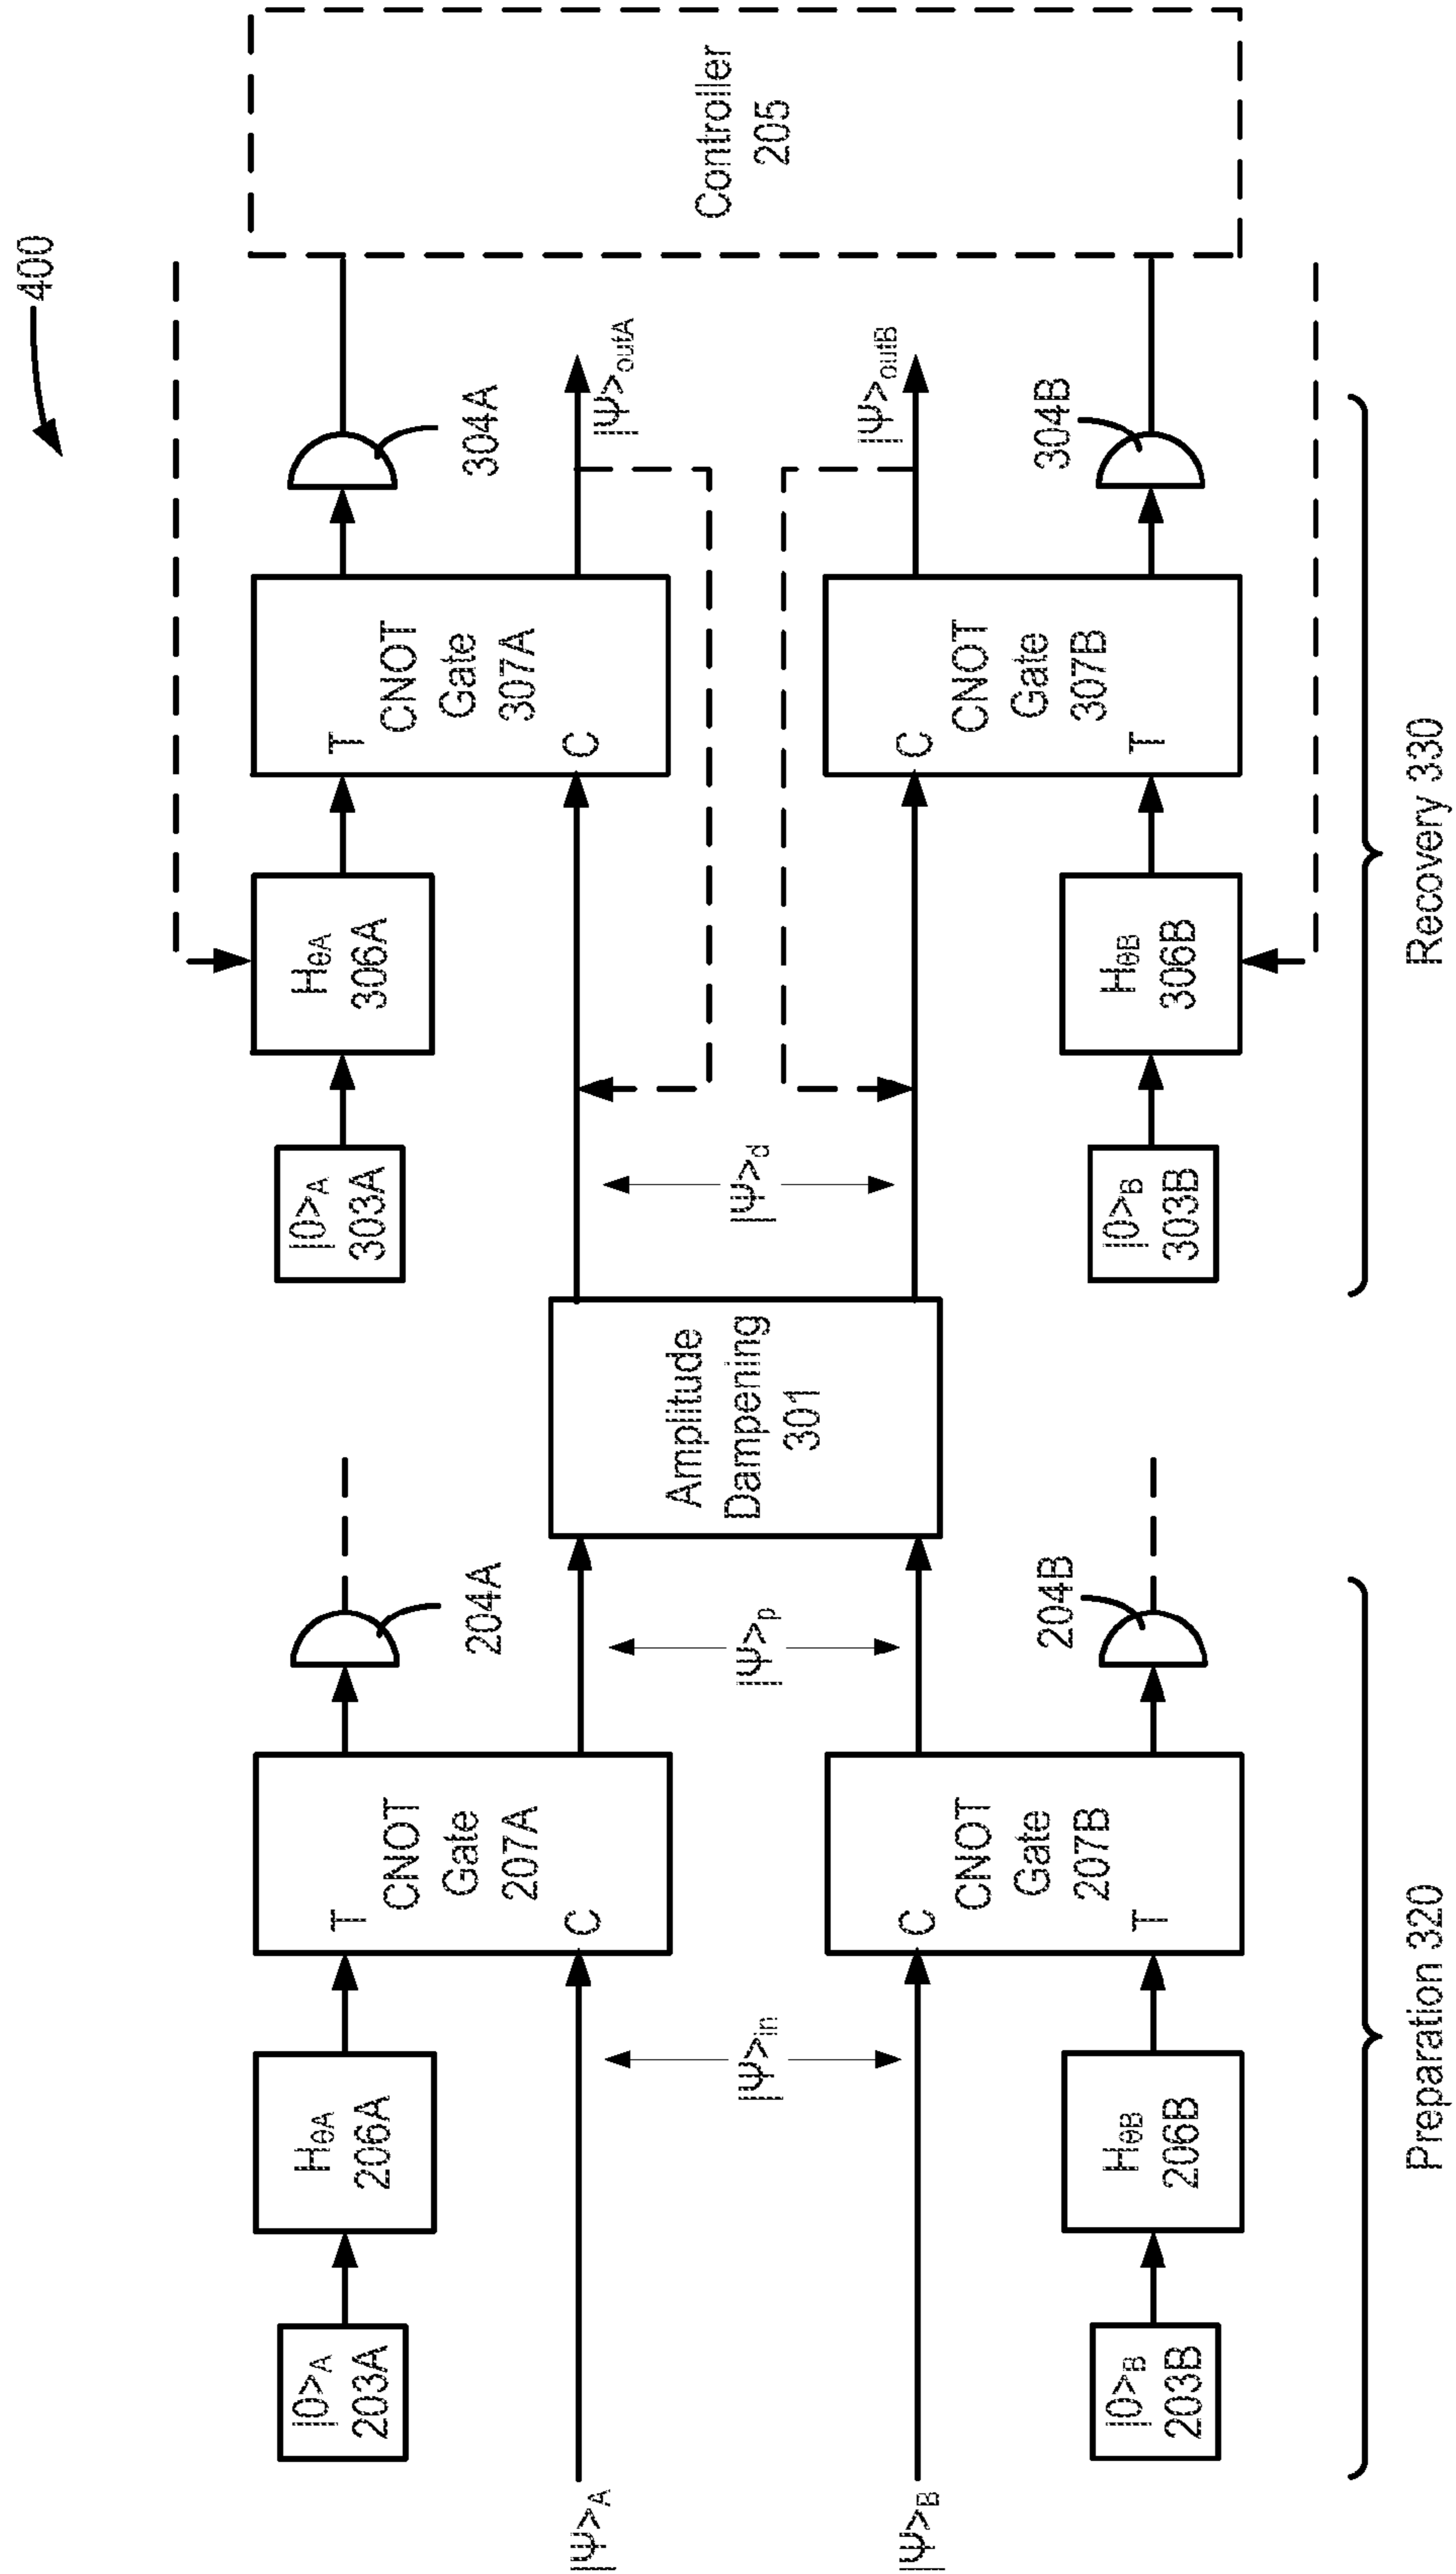 400
|0>A
203A
HθA
206A
T
CNOT
Gate
207A
C
204A
|Ψ>A
|Ψ>in
|Ψ>p
|Ψ>B
C
CNOT
Gate
207B
T
204B
|0>B
203B
HθB
206B
Preparation 320
Amplitude
Dampening
301
|Ψ>d
|0>A
303A
HθA
306A
T
CNOT
Gate
307A
C
304A
|Ψ>outA
|Ψ>outB
C
CNOT
Gate
307B
T
304B
|0>B
303B
HθB
306B
Recovery 330
Controller
205